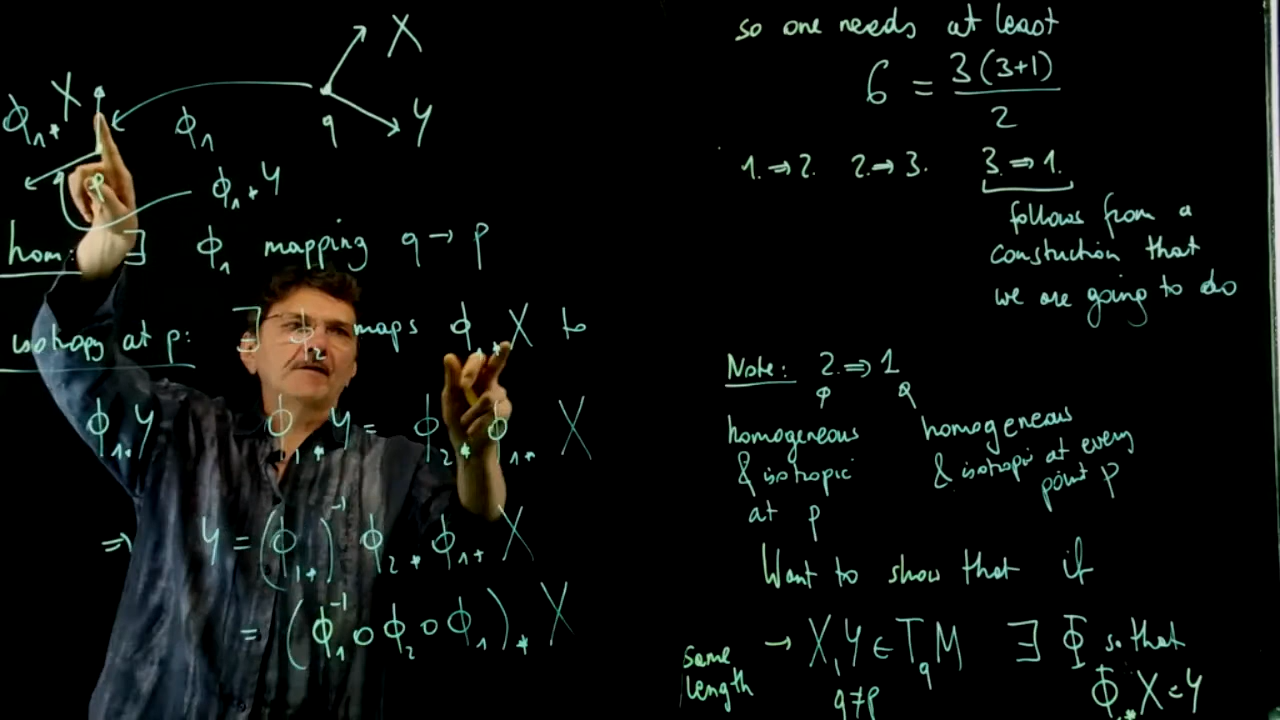 X
ϕ₁* X
ϕ₁
q
Y
p
ϕ₁* Y
hom: ∃ ϕ₁ mapping q → p
isotropy at p: ∃ ϕ₂ maps ϕ₁* X to
ϕ₁* Y ϕ₁* Y = ϕ₂* ϕ₁* X
⇒ Y = (ϕ₁*)⁻¹ ϕ₂* ϕ₁* X
= (ϕ₁⁻¹ o ϕ₂ o ϕ₁)* X
so one needs at least
6 = 3(3+1)/2
1. ⇒ 2. 2. ⇒ 3. 3. ⇒ 1.
follows from a
constuction that
we are going to do
Note: 2. ⇒ 1
homogeneous
& isotropic
at p
homogeneous
& isotropic at every
point p
Want to show that if
same
length
→ X, Y ∈ T_q M ∃ Φ so that
q ≠ p
Φ* X = Y